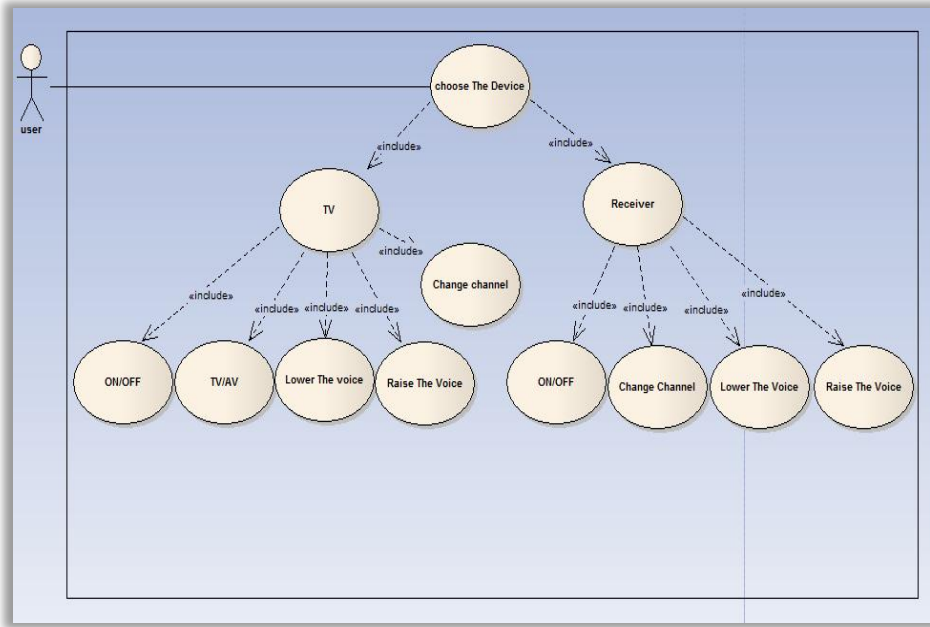 choose The Device
user
«include»
«include»
TV
Receiver
«include»
Change channel
«include»
«include»
«include»
«include»
«include»
«include»
«include»
«include»
ON/OFF
TV/AV
Lower The voice
Raise The Voice
ON/OFF
Change Channel
Lower The Voice
Raise The Voice